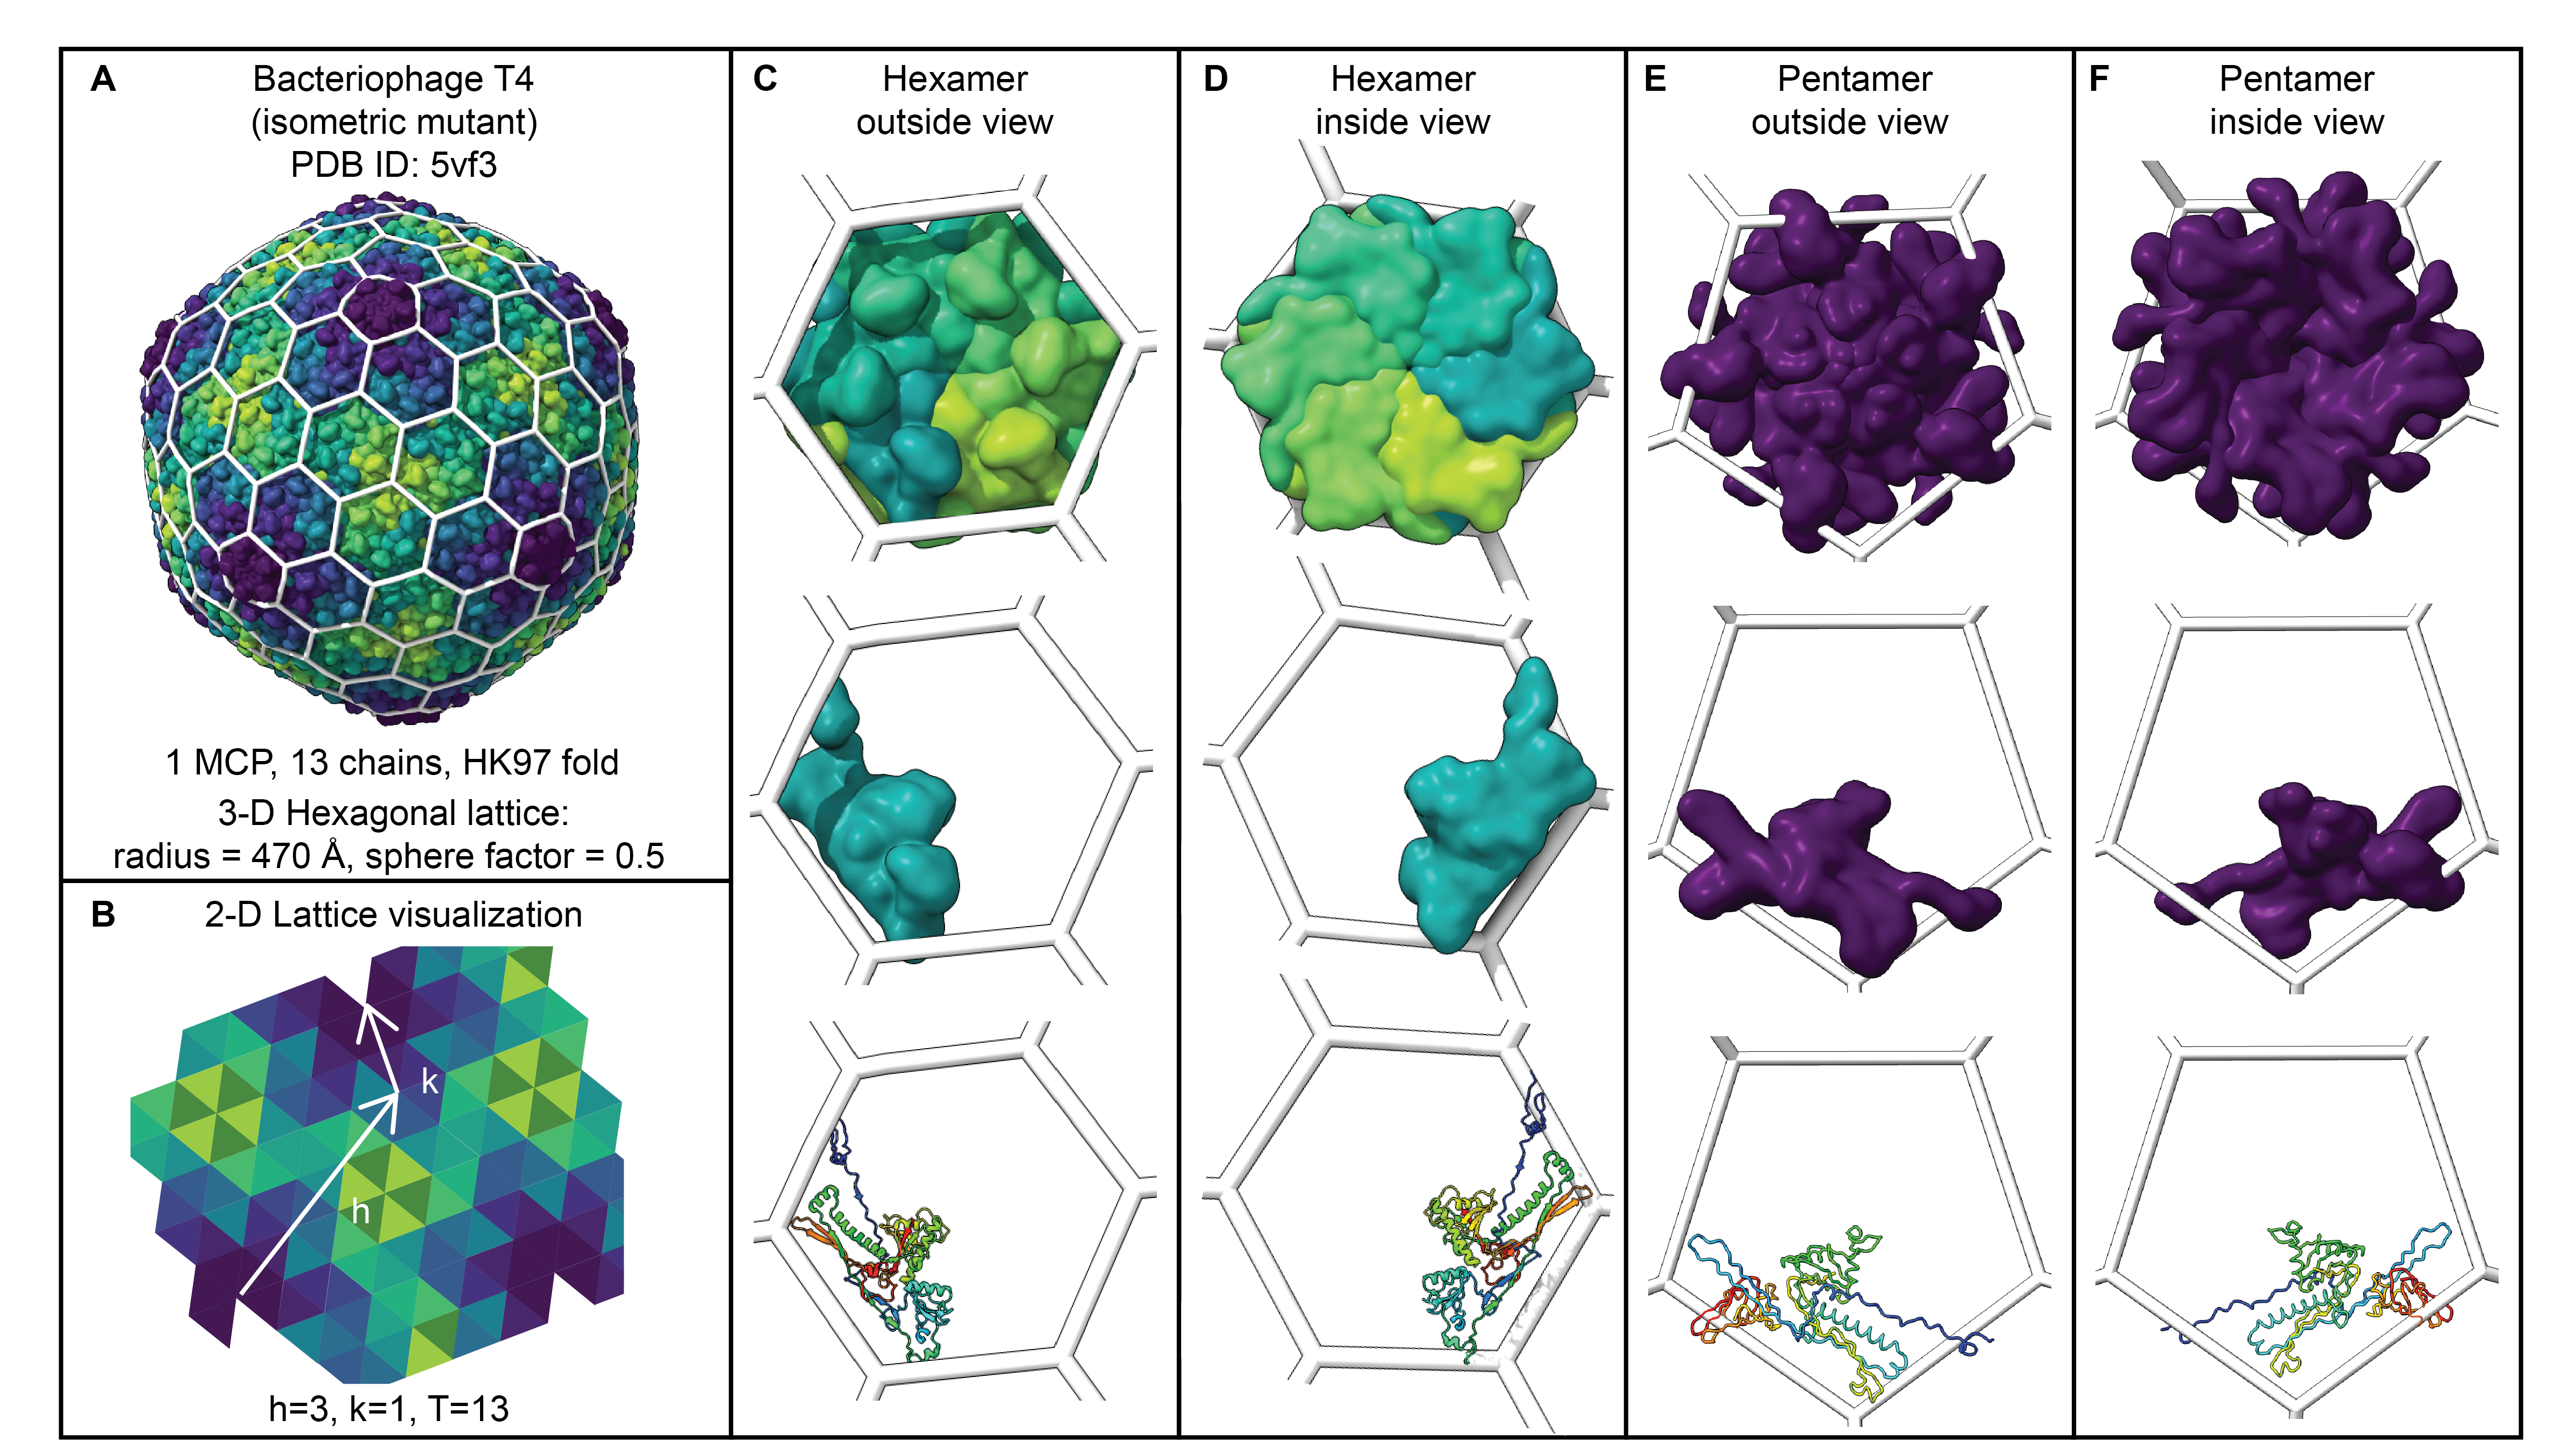 A
Bacteriophage T4
(isometric mutant)
PDB ID: 5vf3
1 MCP, 13 chains, HK97 fold
3-D Hexagonal lattice:
radius = 470 Å, sphere factor = 0.5
B
2-D Lattice visualization
k
h
h=3, k=1, T=13
C
Hexamer
outside view
D
Hexamer
inside view
E
Pentamer
outside view
F
Pentamer
inside view